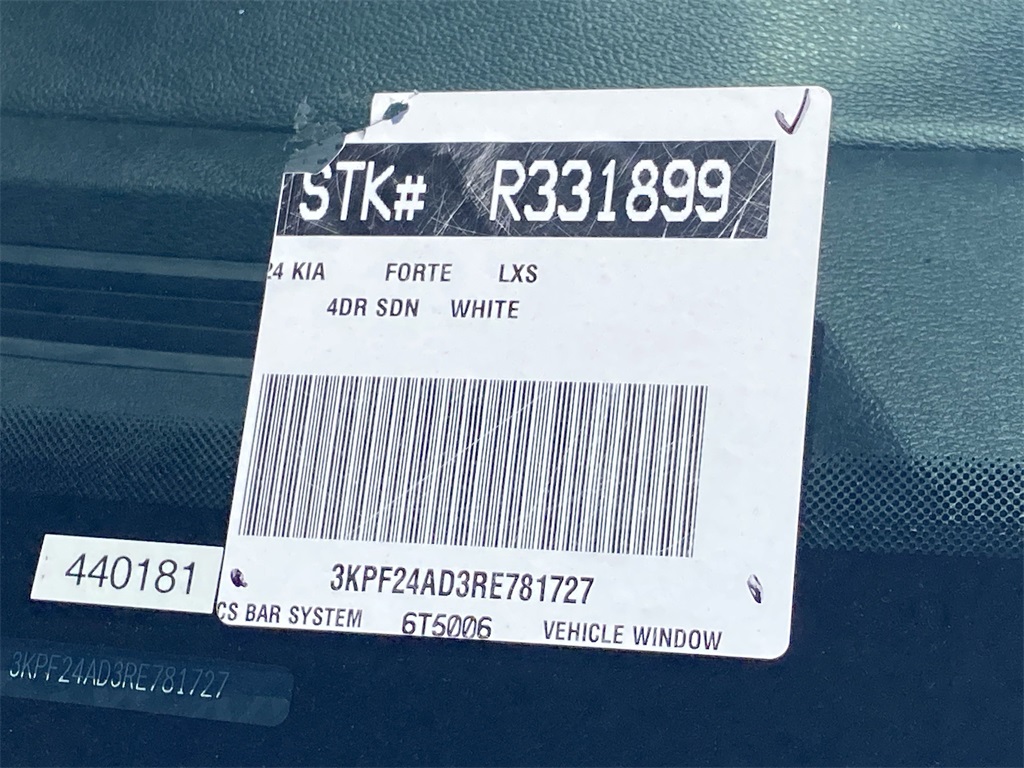 STK# R331899
24 KIA FORTE LXS
4DR SDN WHITE
3KPF24AD3RE781727
CS BAR SYSTEM 6T5006 VEHICLE WINDOW
440181
3KPF24AD3RE781727